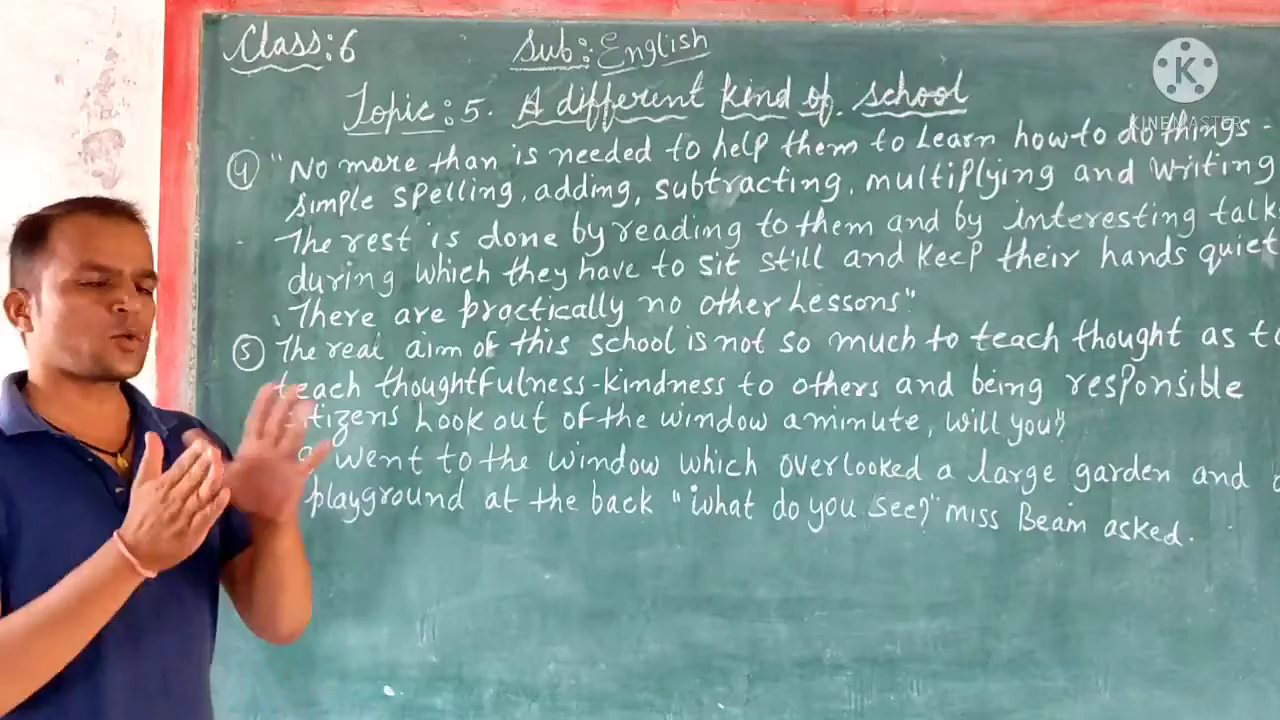 Class:6
Sub: English
Topic: 5. A different kind of school
④ "No more than is needed to help them to learn how to do things -
simple spelling, adding, subtracting, multiplying and writing
The rest is done by reading to them and by interesting talk
during which they have to sit still and keep their hands quiet
There are practically no other lessons"
⑤ The real aim of this school is not so much to teach thought as to
teach thoughtfulness-kindness to others and being responsible
itizens Look out of the window a minute, will you?
went to the window which overlooked a large garden and a
playground at the back "what do you see?" miss Beam asked.
K
KINEMASTER